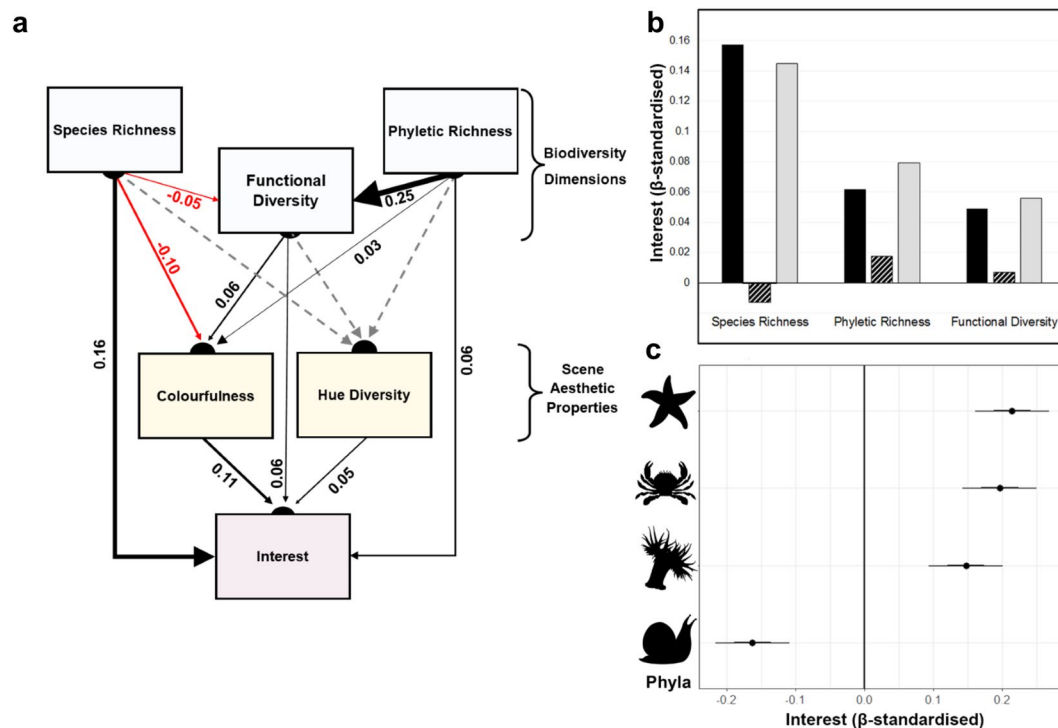 a
Species Richness
Phyletic Richness
Functional
Diversity
Biodiversity
Dimensions
-0.05
0.25
-0.10
0.06
0.03
0.16
0.06
Colourfulness
Hue Diversity
Scene
Aesthetic
Properties
0.11
0.06
0.05
Interest
b
Interest (β-standardised)
0.16
0.14
0.12
0.1
0.08
0.06
0.04
0.02
0
Species Richness Phyletic Richness Functional Diversity
c
Phyla
-0.2 -0.1 0.0 0.1 0.2
Interest (β-standardised)